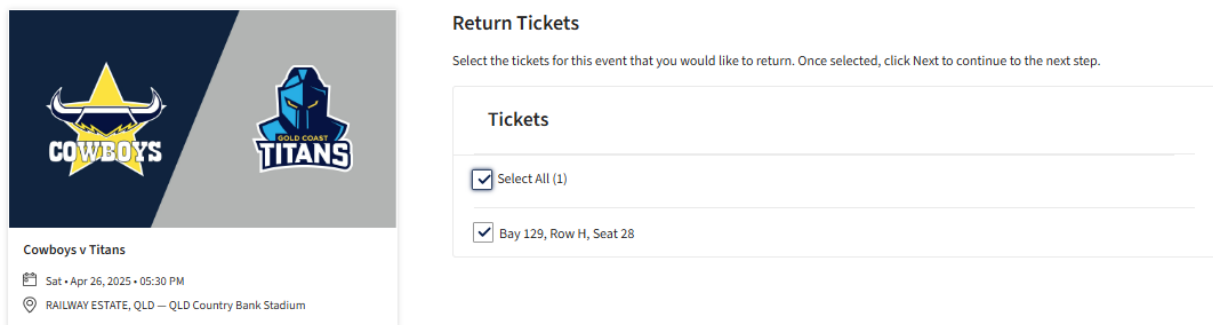 COWBOYS
GOLD COAST
TITANS
Cowboys v Titans
Sat • Apr 26, 2025 • 05:30 PM
RAILWAY ESTATE, QLD — QLD Country Bank Stadium
Return Tickets
Select the tickets for this event that you would like to return. Once selected, click Next to continue to the next step.
Tickets
Select All (1)
Bay 129, Row H, Seat 28